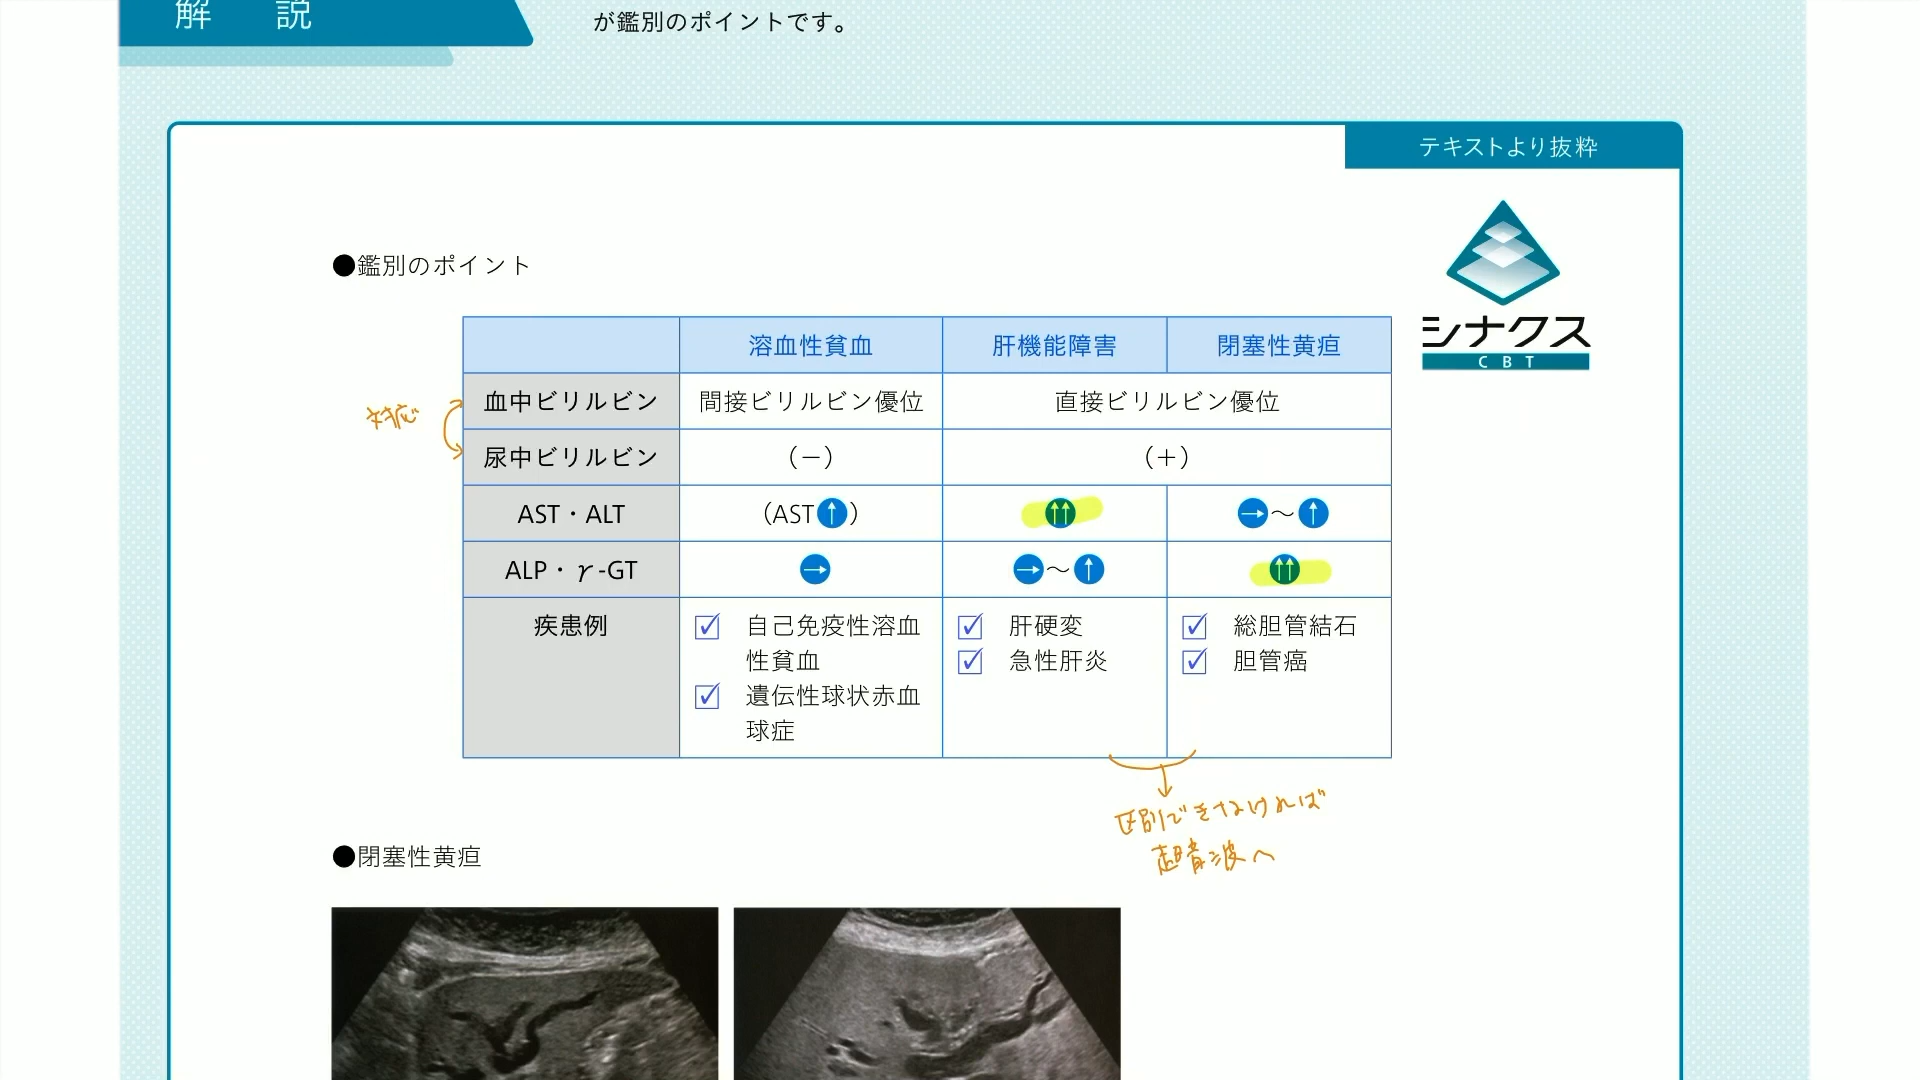 解 説
が鑑別のポイントです。
テキストより抜粋
シナクス
CBT
●鑑別のポイント
溶血性貧血 肝機能障害 閉塞性黄疸
血中ビリルビン 間接ビリルビン優位 直接ビリルビン優位
対応
尿中ビリルビン (－) (＋)
AST・ALT (AST↑) ↑↑ →～↑
ALP・γ-GT → →～↑ ↑↑
疾患例
自己免疫性溶血
性貧血
遺伝性球状赤血
球症
肝硬変
急性肝炎
総胆管結石
胆管癌
区別できなければ
超音波へ
●閉塞性黄疸